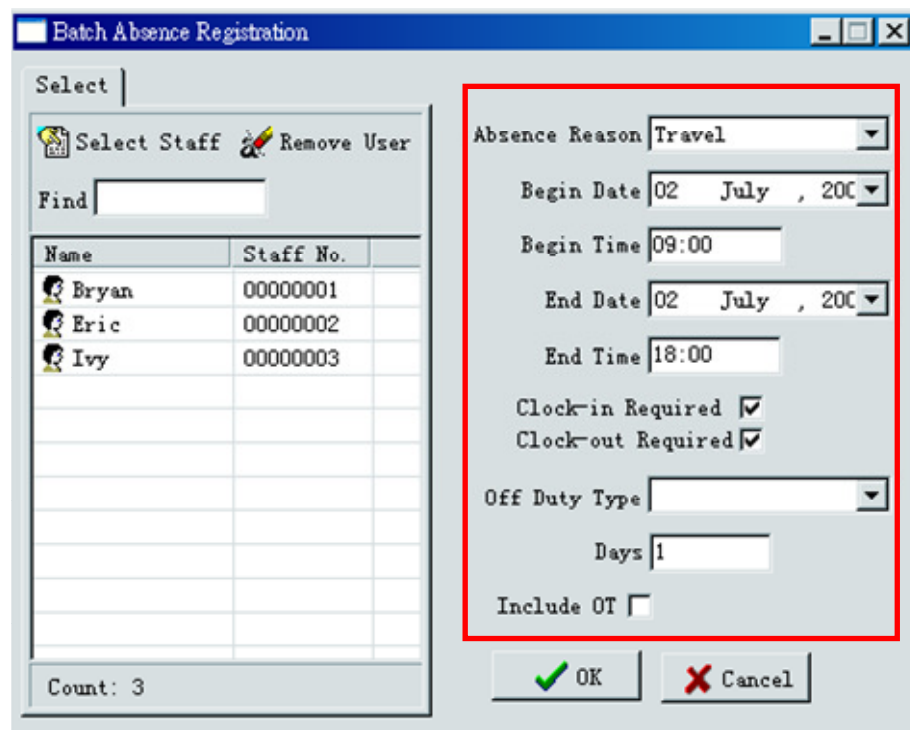 Batch Absence Registration
Select
Select Staff Remove User
Find
Name Staff No.
Bryan 00000001
Eric 00000002
Ivy 00000003
Count: 3
Absence Reason Travel
Begin Date 02 July , 200
Begin Time 09:00
End Date 02 July , 200
End Time 18:00
Clock-in Required
Clock-out Required
Off Duty Type
Days 1
Include OT
OK Cancel